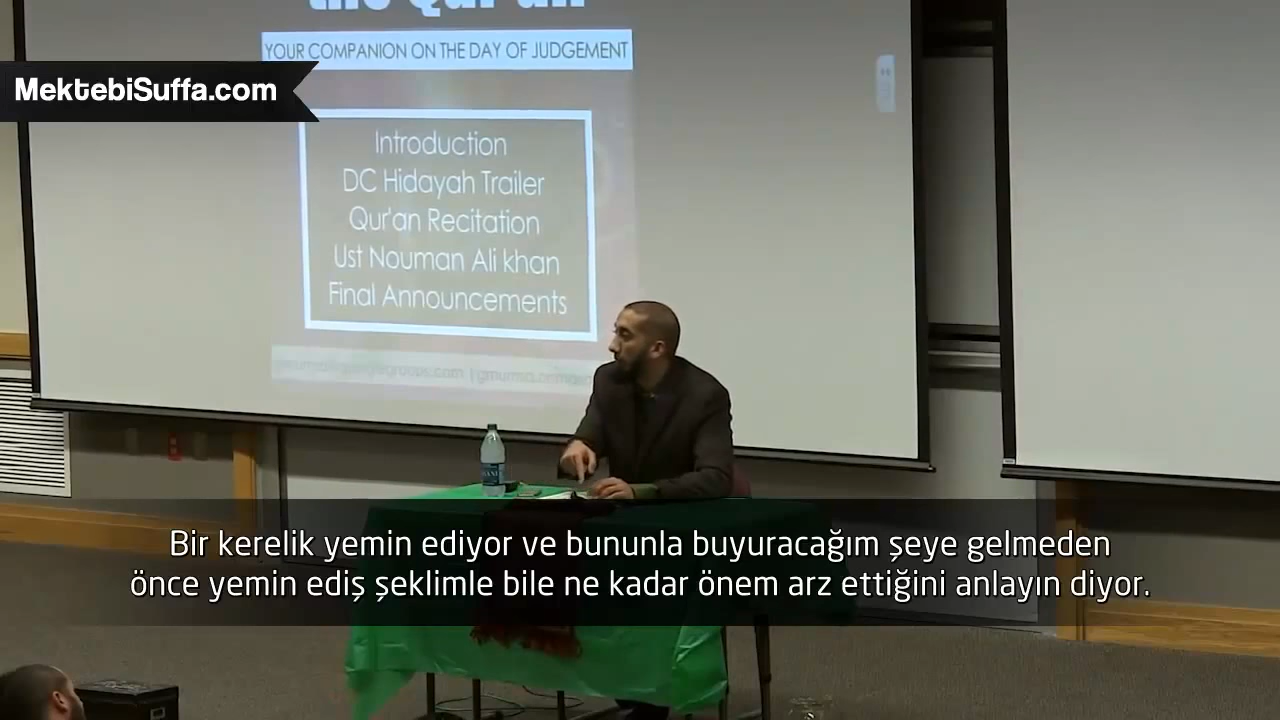 the Qur'an
YOUR COMPANION ON THE DAY OF JUDGEMENT
MektebiSuffa.com
Introduction
DC Hidayah Trailer
Qur'an Recitation
Ust Nouman Ali khan
Final Announcements
Bir kerelik yemin ediyor ve bununla buyuracağım şeye gelmeden
önce yemin ediş şeklimle bile ne kadar önem arz ettiğini anlayın diyor.